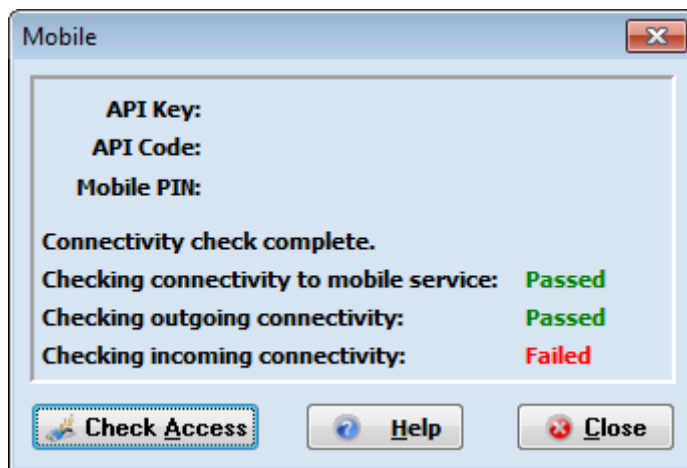 Mobile
API Key:
API Code:
Mobile PIN:
Connectivity check complete.
Checking connectivity to mobile service: Passed
Checking outgoing connectivity: Passed
Checking incoming connectivity: Failed
Check Access Help Close